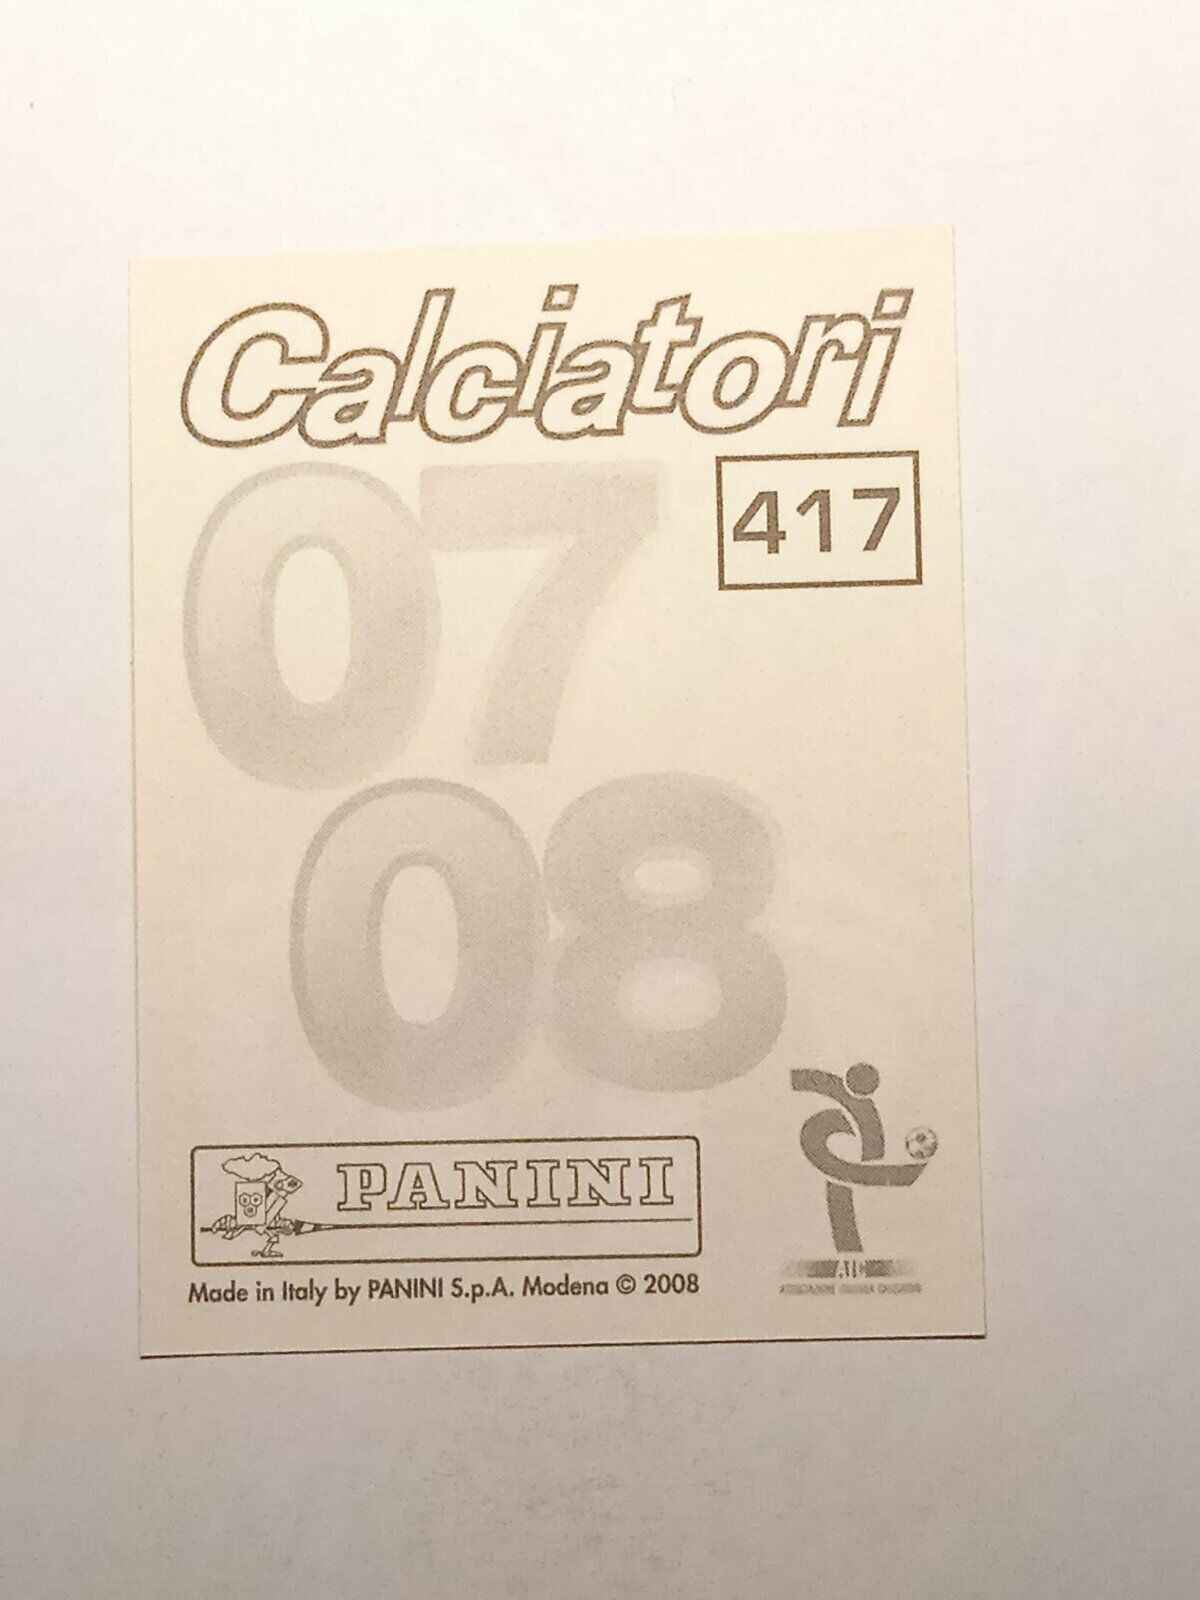 Calciatori
417
07
08
PANINI
Made in Italy by PANINI S.p.A. Modena © 2008